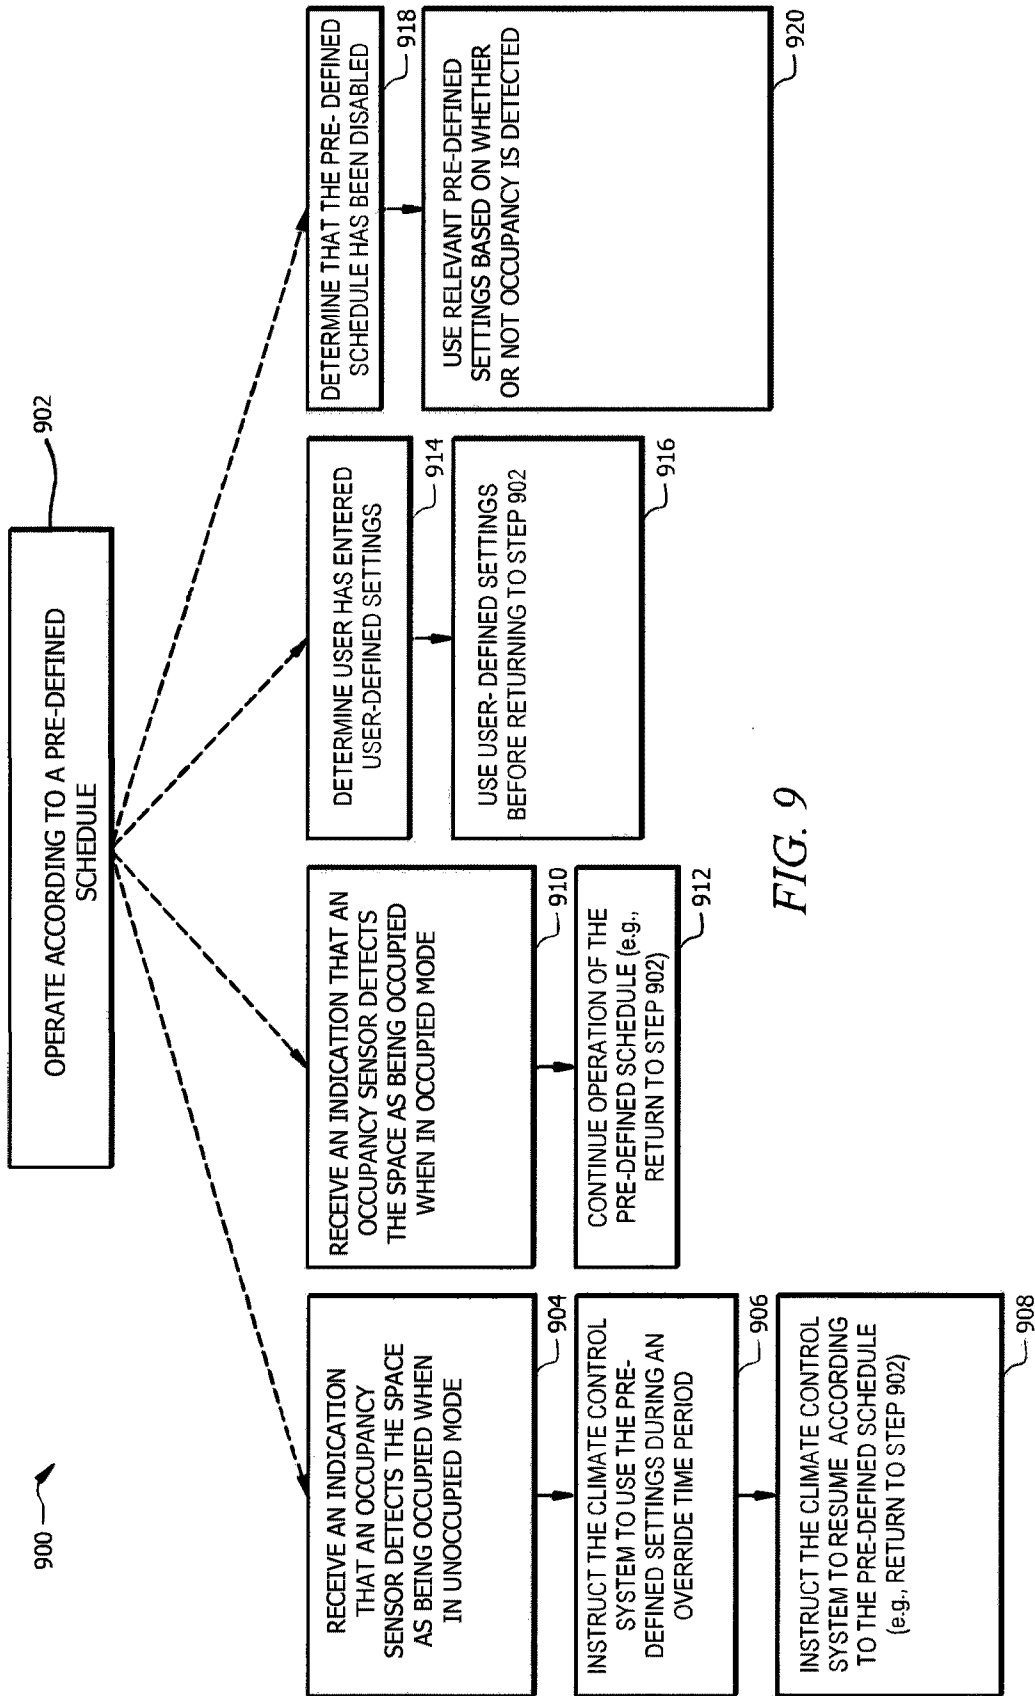 900
OPERATE ACCORDING TO A PRE-DEFINED
SCHEDULE
902
RECEIVE AN INDICATION
THAT AN OCCUPANCY
SENSOR DETECTS THE SPACE
AS BEING OCCUPIED WHEN
IN UNOCCUPIED MODE
904
INSTRUCT THE CLIMATE CONTROL
SYSTEM TO USE THE PRE-
DEFINED SETTINGS DURING AN
OVERRIDE TIME PERIOD
906
INSTRUCT THE CLIMATE CONTROL
SYSTEM TO RESUME ACCORDING
TO THE PRE-DEFINED SCHEDULE
(e.g., RETURN TO STEP 902)
908
RECEIVE AN INDICATION THAT AN
OCCUPANCY SENSOR DETECTS
THE SPACE AS BEING OCCUPIED
WHEN IN OCCUPIED MODE
910
CONTINUE OPERATION OF THE
PRE-DEFINED SCHEDULE (e.g.,
RETURN TO STEP 902)
912
DETERMINE USER HAS ENTERED
USER-DEFINED SETTINGS
914
USE USER- DEFINED SETTINGS
BEFORE RETURNING TO STEP 902
916
DETERMINE THAT THE PRE- DEFINED
SCHEDULE HAS BEEN DISABLED
918
USE RELEVANT PRE-DEFINED
SETTINGS BASED ON WHETHER
OR NOT OCCUPANCY IS DETECTED
920
FIG. 9